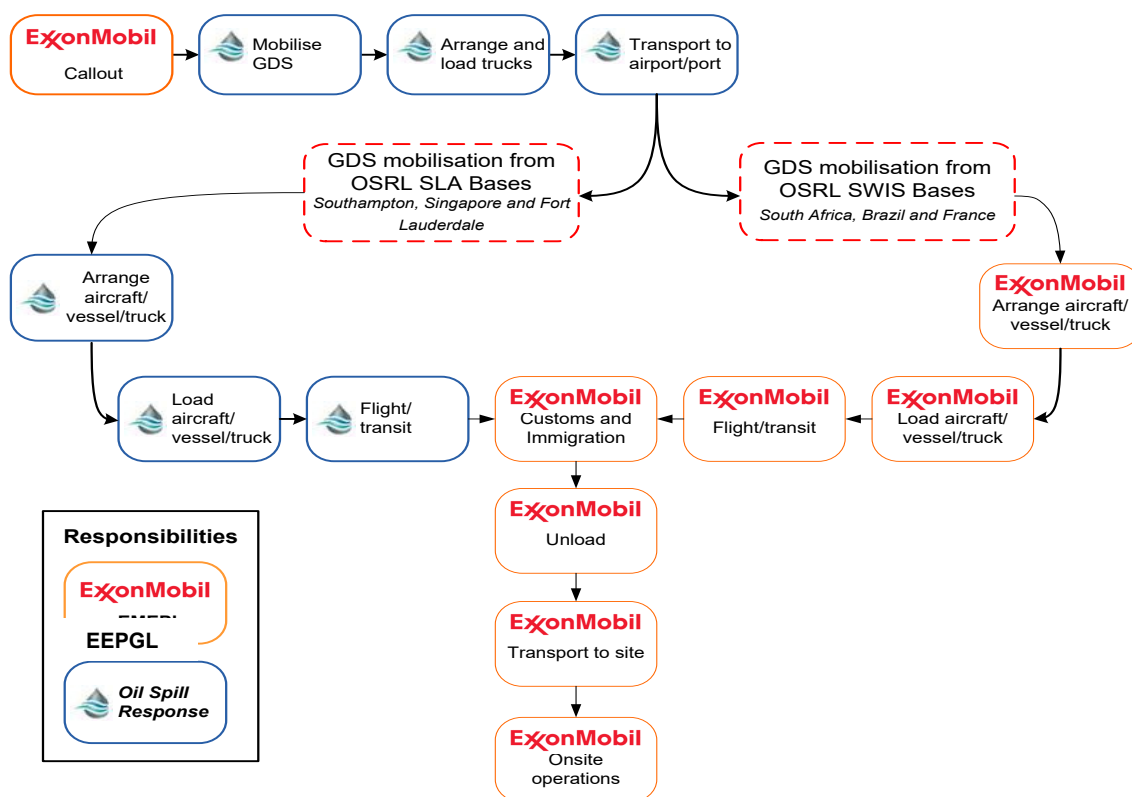 ExxonMobil
Callout
Mobilise
GDS
Arrange and
load trucks
Transport to
airport/port
GDS mobilisation from
OSRL SLA Bases
Southampton, Singapore and Fort
Lauderdale
GDS mobilisation from
OSRL SWIS Bases
South Africa, Brazil and France
Arrange
aircraft/
vessel/truck
ExxonMobil
Arrange aircraft/
vessel/truck
Load
aircraft/
vessel/truck
Flight/
transit
ExxonMobil
Customs and
Immigration
ExxonMobil
Flight/transit
ExxonMobil
Load aircraft/
vessel/truck
ExxonMobil
Unload
ExxonMobil
Transport to site
ExxonMobil
Onsite
operations
Responsibilities
ExxonMobil
EEPGL
Oil Spill
Response